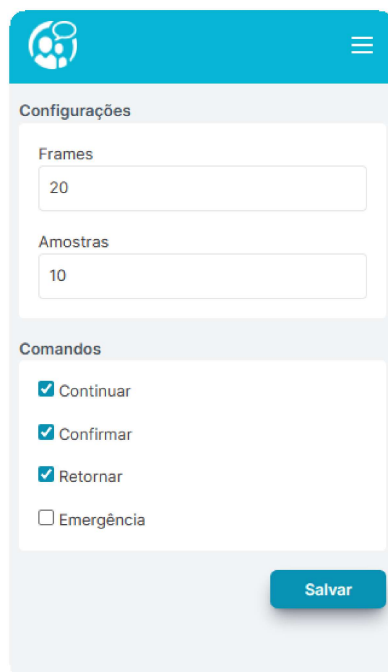 Configurações
Frames
20
Amostras
10
Comandos
Continuar
Confirmar
Retornar
Emergência
Salvar